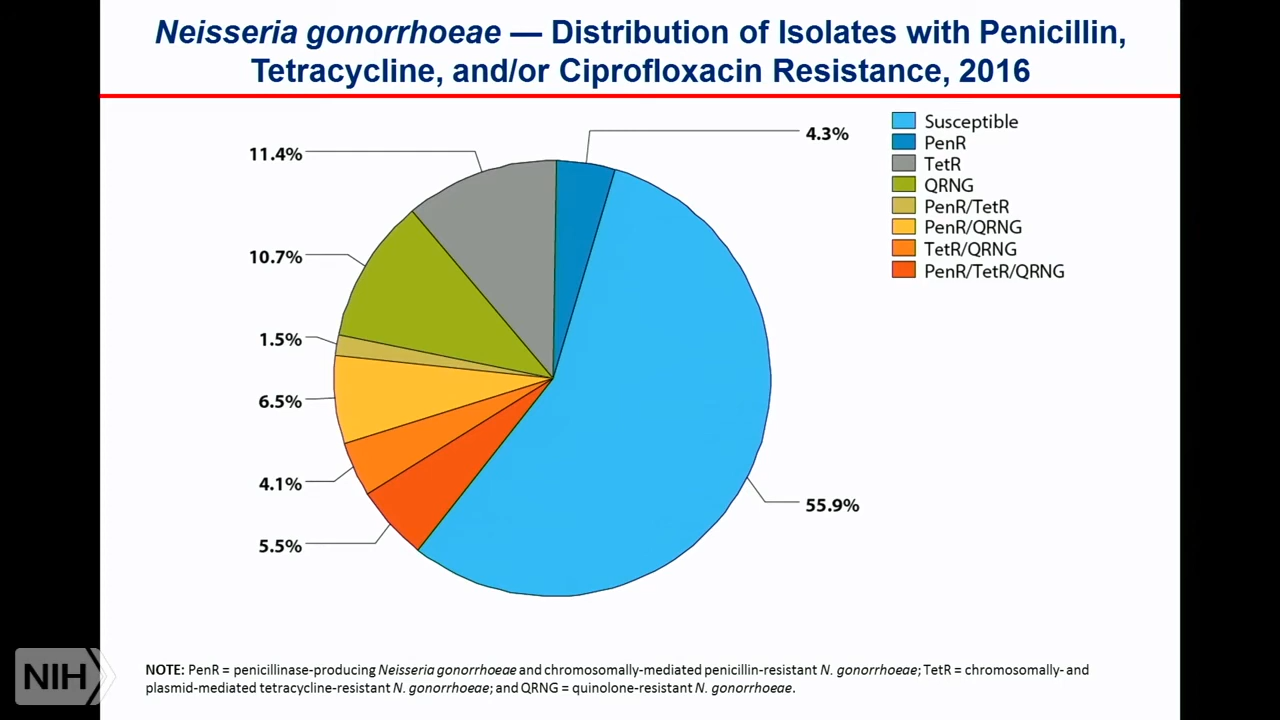 Neisseria gonorrhoeae — Distribution of Isolates with Penicillin,
Tetracycline, and/or Ciprofloxacin Resistance, 2016
4.3%
11.4%
10.7%
1.5%
6.5%
4.1%
5.5%
55.9%
Susceptible
PenR
TetR
QRNG
PenR/TetR
PenR/QRNG
TetR/QRNG
PenR/TetR/QRNG
NOTE: PenR = penicillinase-producing Neisseria gonorrhoeae and chromosomally-mediated penicillin-resistant N. gonorrhoeae; TetR = chromosomally- and
plasmid-mediated tetracycline-resistant N. gonorrhoeae; and QRNG = quinolone-resistant N. gonorrhoeae.
NIH